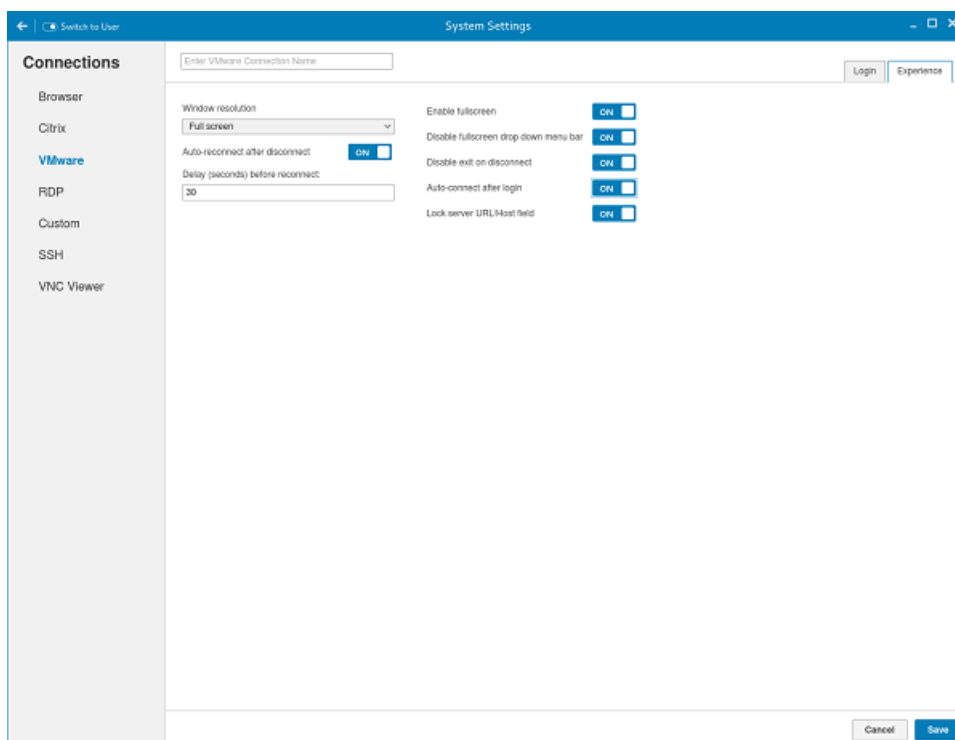 Switch to User
System Settings
Connections
Browser
Citrix
VMware
RDP
Custom
SSH
VNC Viewer
Enter VMware Connection Name
Login
Experience
Window resolution
Full screen
Auto-reconnect after disconnect
ON
Delay (seconds) before reconnect:
30
Enable fullscreen
ON
Disable fullscreen drop down menu bar
ON
Disable exit on disconnect
ON
Auto-connect after login
ON
Lock server URL/Host field
ON
Cancel
Save